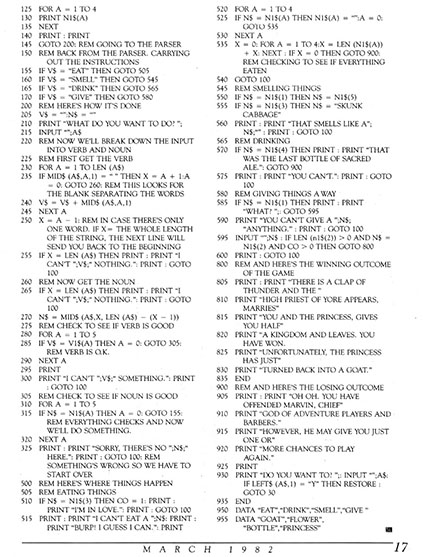 125 FOR A = 1 TO 4
130 PRINT N1$(A)
135 NEXT
140 PRINT : PRINT
145 GOTO 200: REM GOING TO THE PARSER
150 REM BACK FROM THE PARSER. CARRYING
OUT THE INSTRUCTIONS
155 IF V$ = "EAT" THEN GOTO 505
160 IF V$ = "SMELL" THEN GOTO 545
165 IF V$ = "DRINK" THEN GOTO 565
170 IF V$ = "GIVE" THEN GOTO 580
200 REM HERE'S HOW IT'S DONE
205 V$ = "":N$ = ""
210 PRINT "WHAT DO YOU WANT TO DO? ";
215 INPUT "";A$
220 REM NOW WE'LL BREAK DOWN THE INPUT
INTO VERB AND NOUN
225 REM FIRST GET THE VERB
230 FOR A = 1 TO LEN (A$)
235 IF MID$ (A$,A,1) = " " THEN X = A + 1:A
= 0: GOTO 260: REM THIS LOOKS FOR
THE BLANK SEPARATING THE WORDS
240 V$ = V$ + MID$ (A$,A,1)
245 NEXT A
250 X = A - 1: REM IN CASE THERE'S ONLY
ONE WORD. IF X= THE WHOLE LENGTH
OF THE STRING, THE NEXT LINE WILL
SEND YOU BACK TO THE BEGINNING
255 IF X = LEN (A$) THEN PRINT : PRINT "I
CAN'T ";V$;" NOTHING.": PRINT : GOTO
100
260 REM NOW GET THE NOUN
265 IF X = LEN (A$) THEN PRINT : PRINT "I
CAN'T ";V$;" NOTHING.": PRINT : GOTO
100
270 N$ = MID$ (A$,X, LEN (A$) - (X - 1))
275 REM CHECK TO SEE IF VERB IS GOOD
280 FOR A = 1 TO 5
285 IF V$ = V1$(A) THEN A = 0: GOTO 305:
REM VERB IS O.K.
290 NEXT A
295 PRINT
300 PRINT "I CAN'T ";V$;" SOMETHING.": PRINT
: GOTO 100
305 REM CHECK TO SEE IF NOUN IS GOOD
310 FOR A = 1 TO 5
315 IF N$ = N1$(A) THEN A = 0: GOTO 155:
REM EVERYTHING CHECKS AND NOW
WE'LL DO SOMETHING.
320 NEXT A
325 PRINT : PRINT "SORRY, THERE'S NO ";N$;"
HERE.": PRINT : GOTO 100: REM
SOMETHING'S WRONG SO WE HAVE TO
START OVER
500 REM HERE'S WHERE THINGS HAPPEN
505 REM EATING THINGS
510 IF N$ = N1$(3) THEN CO = 1: PRINT :
PRINT "I'M IN LOVE.": PRINT : GOTO 100
515 PRINT : PRINT "I CAN'T EAT A ";N$: PRINT :
PRINT "BURP! I GUESS I CAN.": PRINT
520 FOR A = 1 TO 4
525 IF N$ = N1$(A) THEN N1$(A) = "":A = 0:
GOTO 535
530 NEXT A
535 X = 0: FOR A = 1 TO 4:X = LEN (N1$(A))
+ X: NEXT : IF X = 0 THEN GOTO 900:
REM CHECKING TO SEE IF EVERYTHING
EATEN
540 GOTO 100
545 REM SMELLING THINGS
550 IF N$ = N1$(1) THEN N$ = N1$(5)
555 IF N$ = N1$(3) THEN N$ = "SKUNK
CABBAGE"
560 PRINT : PRINT "THAT SMELLS LIKE A";
N$;"" : PRINT : GOTO 100
565 REM DRINKING
570 IF N$ = N1$(4) THEN PRINT : PRINT "THAT
WAS THE LAST BOTTLE OF SACRED
ALE.": GOTO 900
575 PRINT : PRINT "YOU CAN'T.": PRINT : GOTO
100
580 REM GIVING THINGS AWAY
585 IF N$ = N1$(3) THEN PRINT : PRINT
"WHAT? "; GOTO 595
590 PRINT "YOU CAN'T GIVE A ";N$;
"ANYTHING." : PRINT : GOTO 100
595 INPUT "";N$ : IF LEN (n1$(2)) > 0 AND N$ =
N1$(2) AND CO > 0 THEN GOTO 800
600 PRINT : GOTO 100
800 REM AND HERE'S THE WINNING OUTCOME
OF THE GAME
805 PRINT : PRINT "THERE IS A CLAP OF
THUNDER AND THE "
810 PRINT "HIGH PRIEST OF YORE APPEARS,
MARRIES"
815 PRINT "YOU AND THE PRINCESS, GIVES
YOU HALF"
820 PRINT "A KINGDOM AND LEAVES. YOU
HAVE WON.
825 PRINT "UNFORTUNATELY, THE PRINCESS
HAS JUST"
830 PRINT "TURNED BACK INTO A GOAT."
835 END
900 REM AND HERE'S THE LOSING OUTCOME
905 PRINT : PRINT "OH OH. YOU HAVE
OFFENDED MARVIN, CHIEF"
910 PRINT "GOD OF ADVENTURE PLAYERS AND
BARBERS."
915 PRINT "HOWEVER, HE MAY GIVE YOU JUST
ONE OR"
920 PRINT "MORE CHANCES TO PLAY
AGAIN."
925 PRINT
930 PRINT "DO YOU WANT TO! "; INPUT "";A$:
IF LEFT$ (A$,1) = "Y" THEN RESTORE :
GOTO 30
935 END
950 DATA "EAT","DRINK","SMELL","GIVE "
955 DATA "GOAT","FLOWER",
"BOTTLE","PRINCESS"
MARCH 1982 17